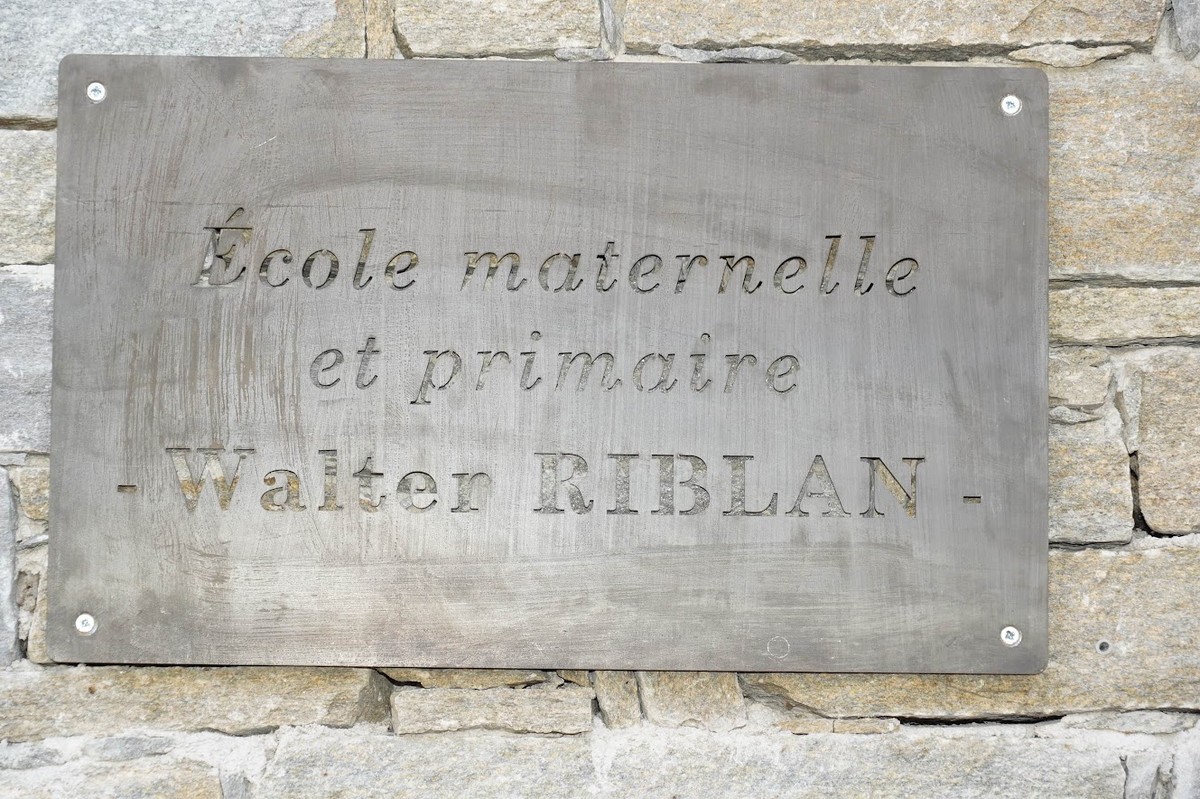 École maternelle
et primaire
- Walter RIBLAN -